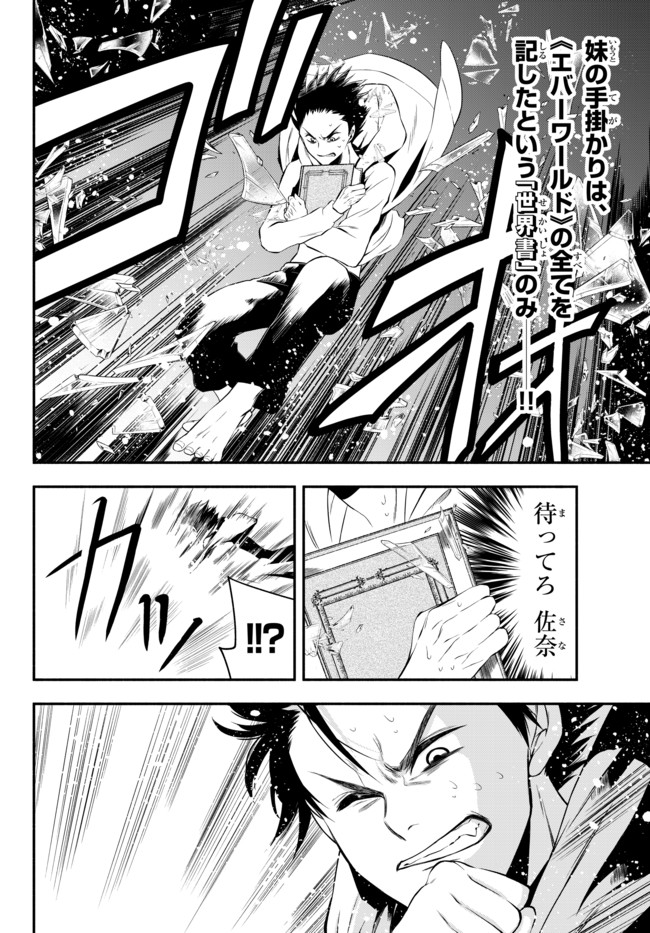 妹の手掛かりは、
《エバーワールド》の全てを
記したという『世界書』のみ
――!!
ゴオオ
待ってろ 佐奈
!!?
ガッ